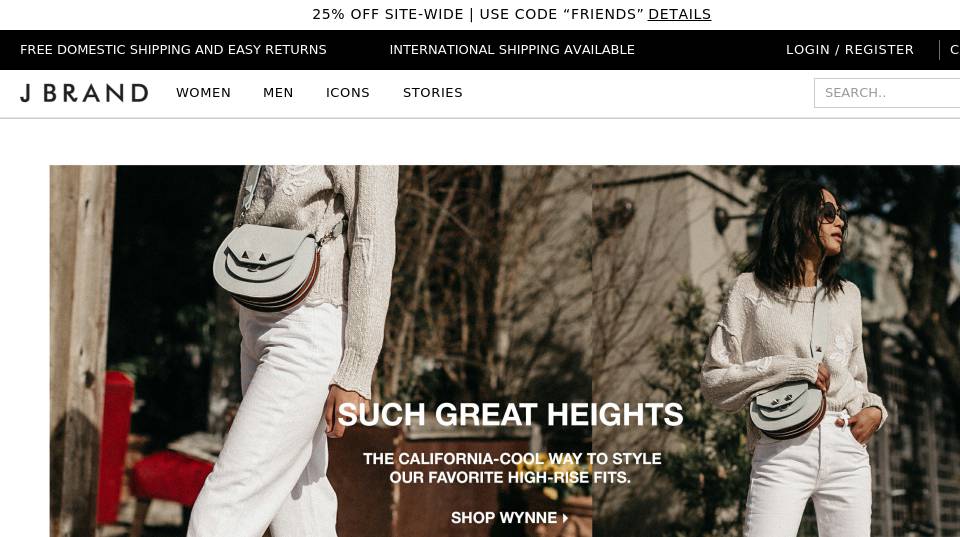 25% OFF SITE-WIDE | USE CODE “FRIENDS” DETAILS
FREE DOMESTIC SHIPPING AND EASY RETURNS
INTERNATIONAL SHIPPING AVAILABLE
LOGIN / REGISTER
J BRAND
WOMEN
MEN
ICONS
STORIES
SEARCH..
SUCH GREAT HEIGHTS
THE CALIFORNIA-COOL WAY TO STYLE
OUR FAVORITE HIGH-RISE FITS.
SHOP WYNNE